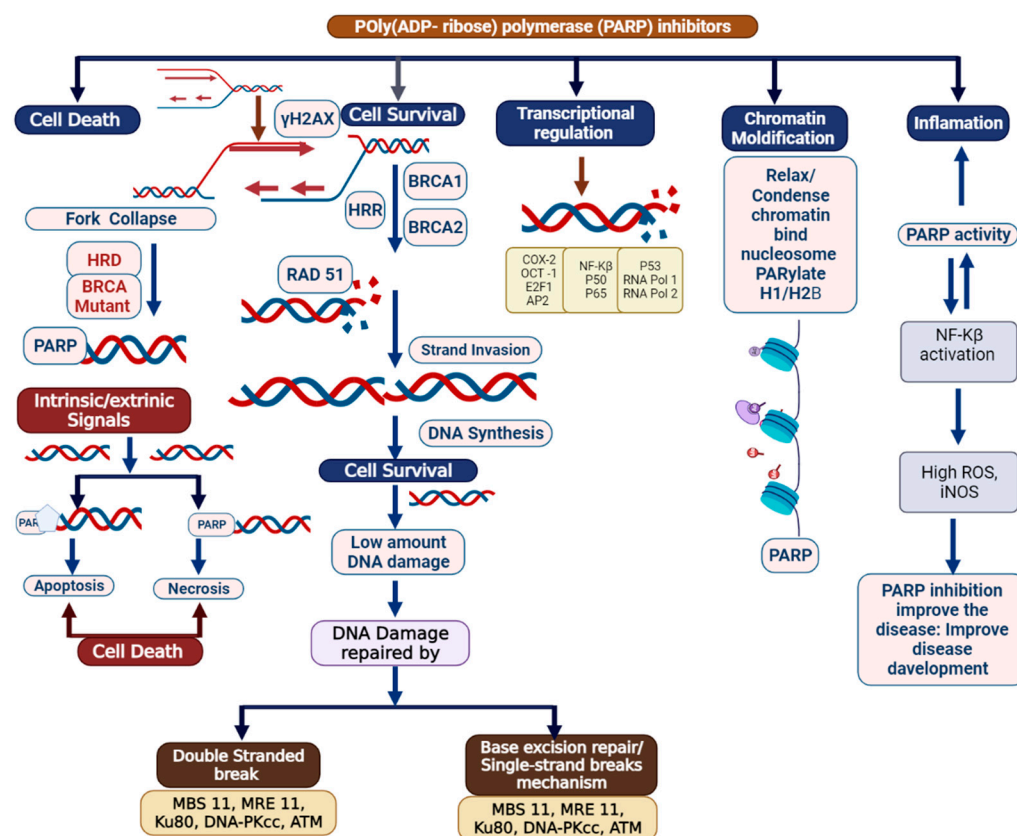 POly(ADP- ribose) polymerase (PARP) inhibitors
Cell Death
γH2AX
Fork Collapse
HRD
BRCA
Mutant
PARP
Intrinsic/extrinic
Signals
PARP
Apoptosis
Necrosis
Cell Death
Cell Survival
HRR
BRCA1
BRCA2
RAD 51
Strand Invasion
DNA Synthesis
Cell Survival
Low amount
DNA damage
DNA Damage
repaired by
Double Stranded
break
MBS 11, MRE 11,
Ku80, DNA-PKcc, ATM
Base excision repair/
Single-strand breaks
mechanism
MBS 11, MRE 11,
Ku80, DNA-PKcc, ATM
Transcriptional
regulation
COX-2
OCT -1
E2F1
AP2
NF-Kβ
P50
P65
P53
RNA Pol 1
RNA Pol 2
Chromatin
Moldification
Relax/
Condense
chromatin
bind
nucleosome
PARylate
H1/H2B
PARP
Inflamation
PARP activity
NF-Kβ
activation
High ROS,
iNOS
PARP inhibition
improve the
disease: Improve
disease
davelopment